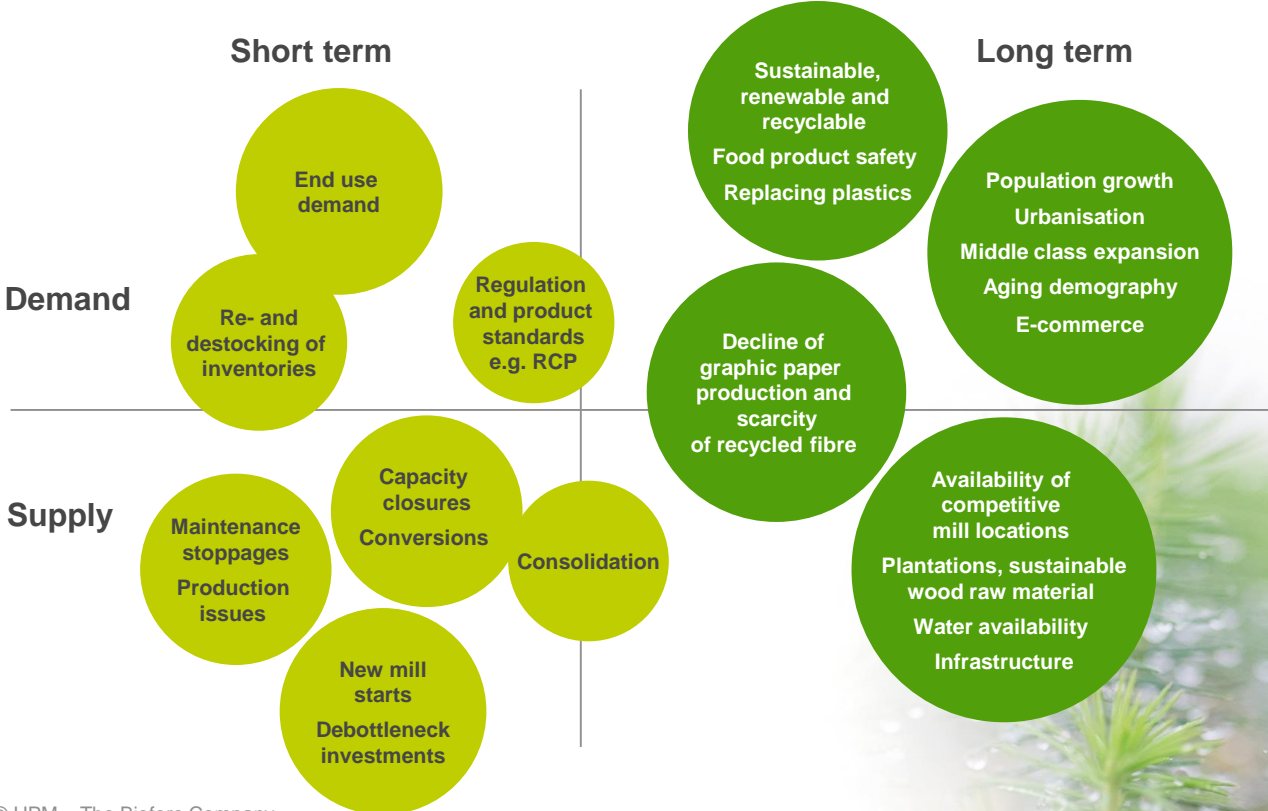 Short term
Long term
Sustainable,
renewable and
recyclable
Food product safety
Replacing plastics
End use
demand
Population growth
Urbanisation
Middle class expansion
Aging demography
E-commerce
Demand
Regulation
and product
standards
e.g. RCP
Re- and
destocking of
inventories
Decline of
graphic paper
production and
scarcity
of recycled fibre
Supply
Capacity
closures
Conversions
Maintenance
stoppages
Production
issues
Consolidation
Availability of
competitive
mill locations
Plantations, sustainable
wood raw material
Water availability
Infrastructure
New mill
starts
Debottleneck
investments